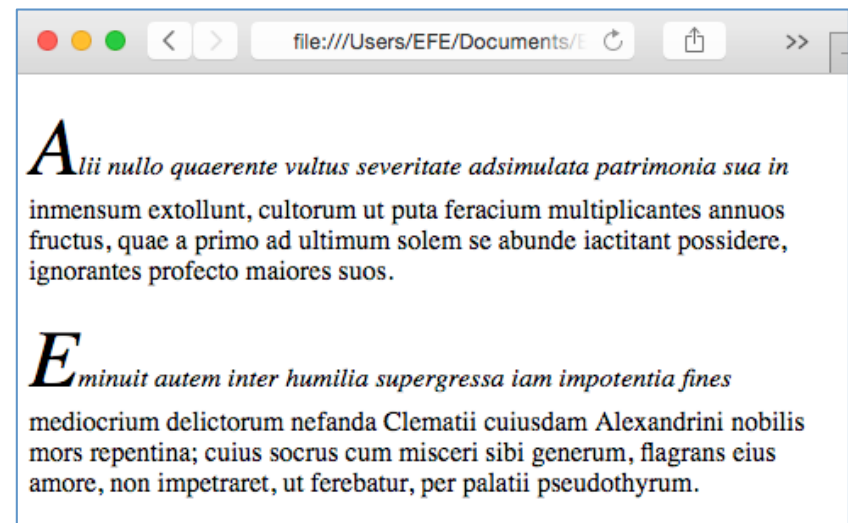 file:///Users/EFE/Documents/E
Alii nullo quaerente vultus severitate adsimulata patrimonia sua in
inmensum extollunt, cultorum ut puta feracium multiplicantes annuos
fructus, quae a primo ad ultimum solem se abunde iactitant possidere,
ignorantes profecto maiores suos.
Eminuit autem inter humilia supergressa iam impotentia fines
mediocrium delictorum nefanda Clematii cuiusdam Alexandrini nobilis
mors repentina; cuius socrus cum misceri sibi generum, flagrans eius
amore, non impetraret, ut ferebatur, per palatii pseudothyrum.